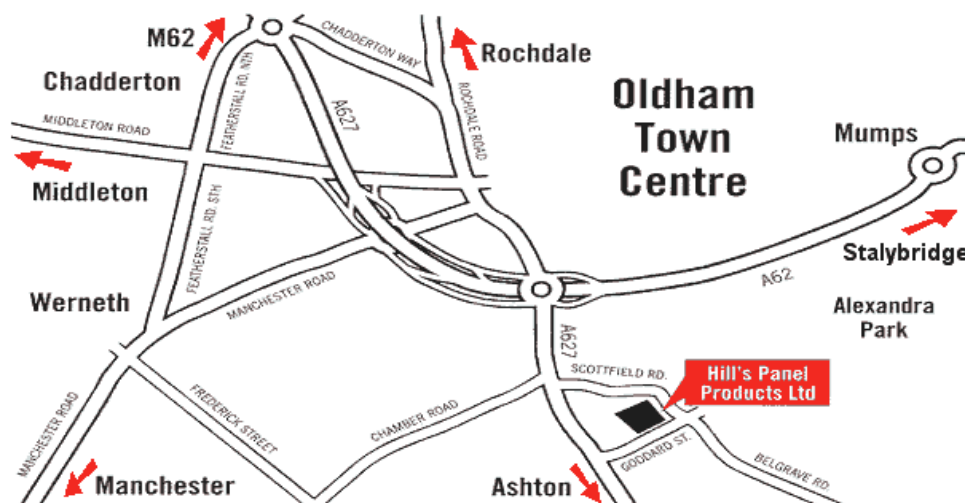 M62
CHADDERTON WAY
Rochdale
Chadderton
FEATHERSTALL RD. NTH
A627
ROCHDALE ROAD
Oldham
Town
Centre
Mumps
MIDDLETON ROAD
Middleton
FEATHERSTALL RD. STH
Stalybridge
A62
Werneth
MANCHESTER ROAD
Alexandra
Park
A627
SCOTTFIELD RD.
Hill's Panel
Products Ltd
MANCHESTER ROAD
FREDERICK STREET
CHAMBER ROAD
GODDARD ST.
BELGRAVE RD.
Manchester
Ashton